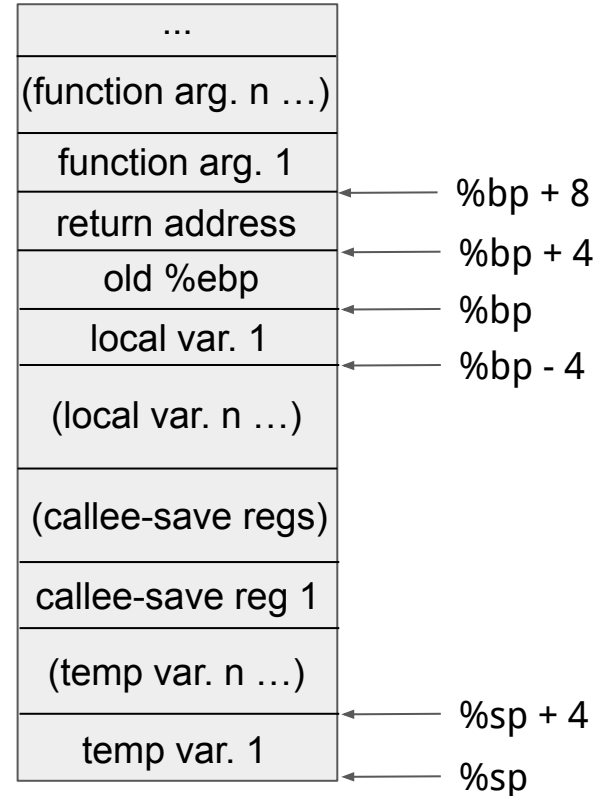 ...
(function arg. n …)
function arg. 1
%bp + 8
return address
%bp + 4
old %ebp
%bp
local var. 1
%bp - 4
(local var. n …)
(callee-save regs)
callee-save reg 1
(temp var. n …)
%sp + 4
temp var. 1
%sp